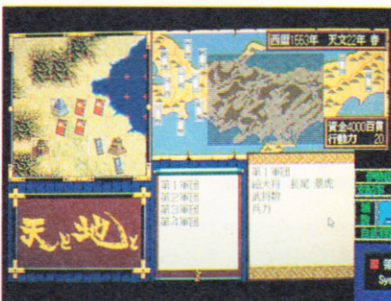 西暦1553年 天文22年 春
資金4000百貫
行動力 20
第1軍団
第2軍団
第3軍団
第4軍団
第1軍団
総大将 長尾 景虎
武将数
兵力
天と地と